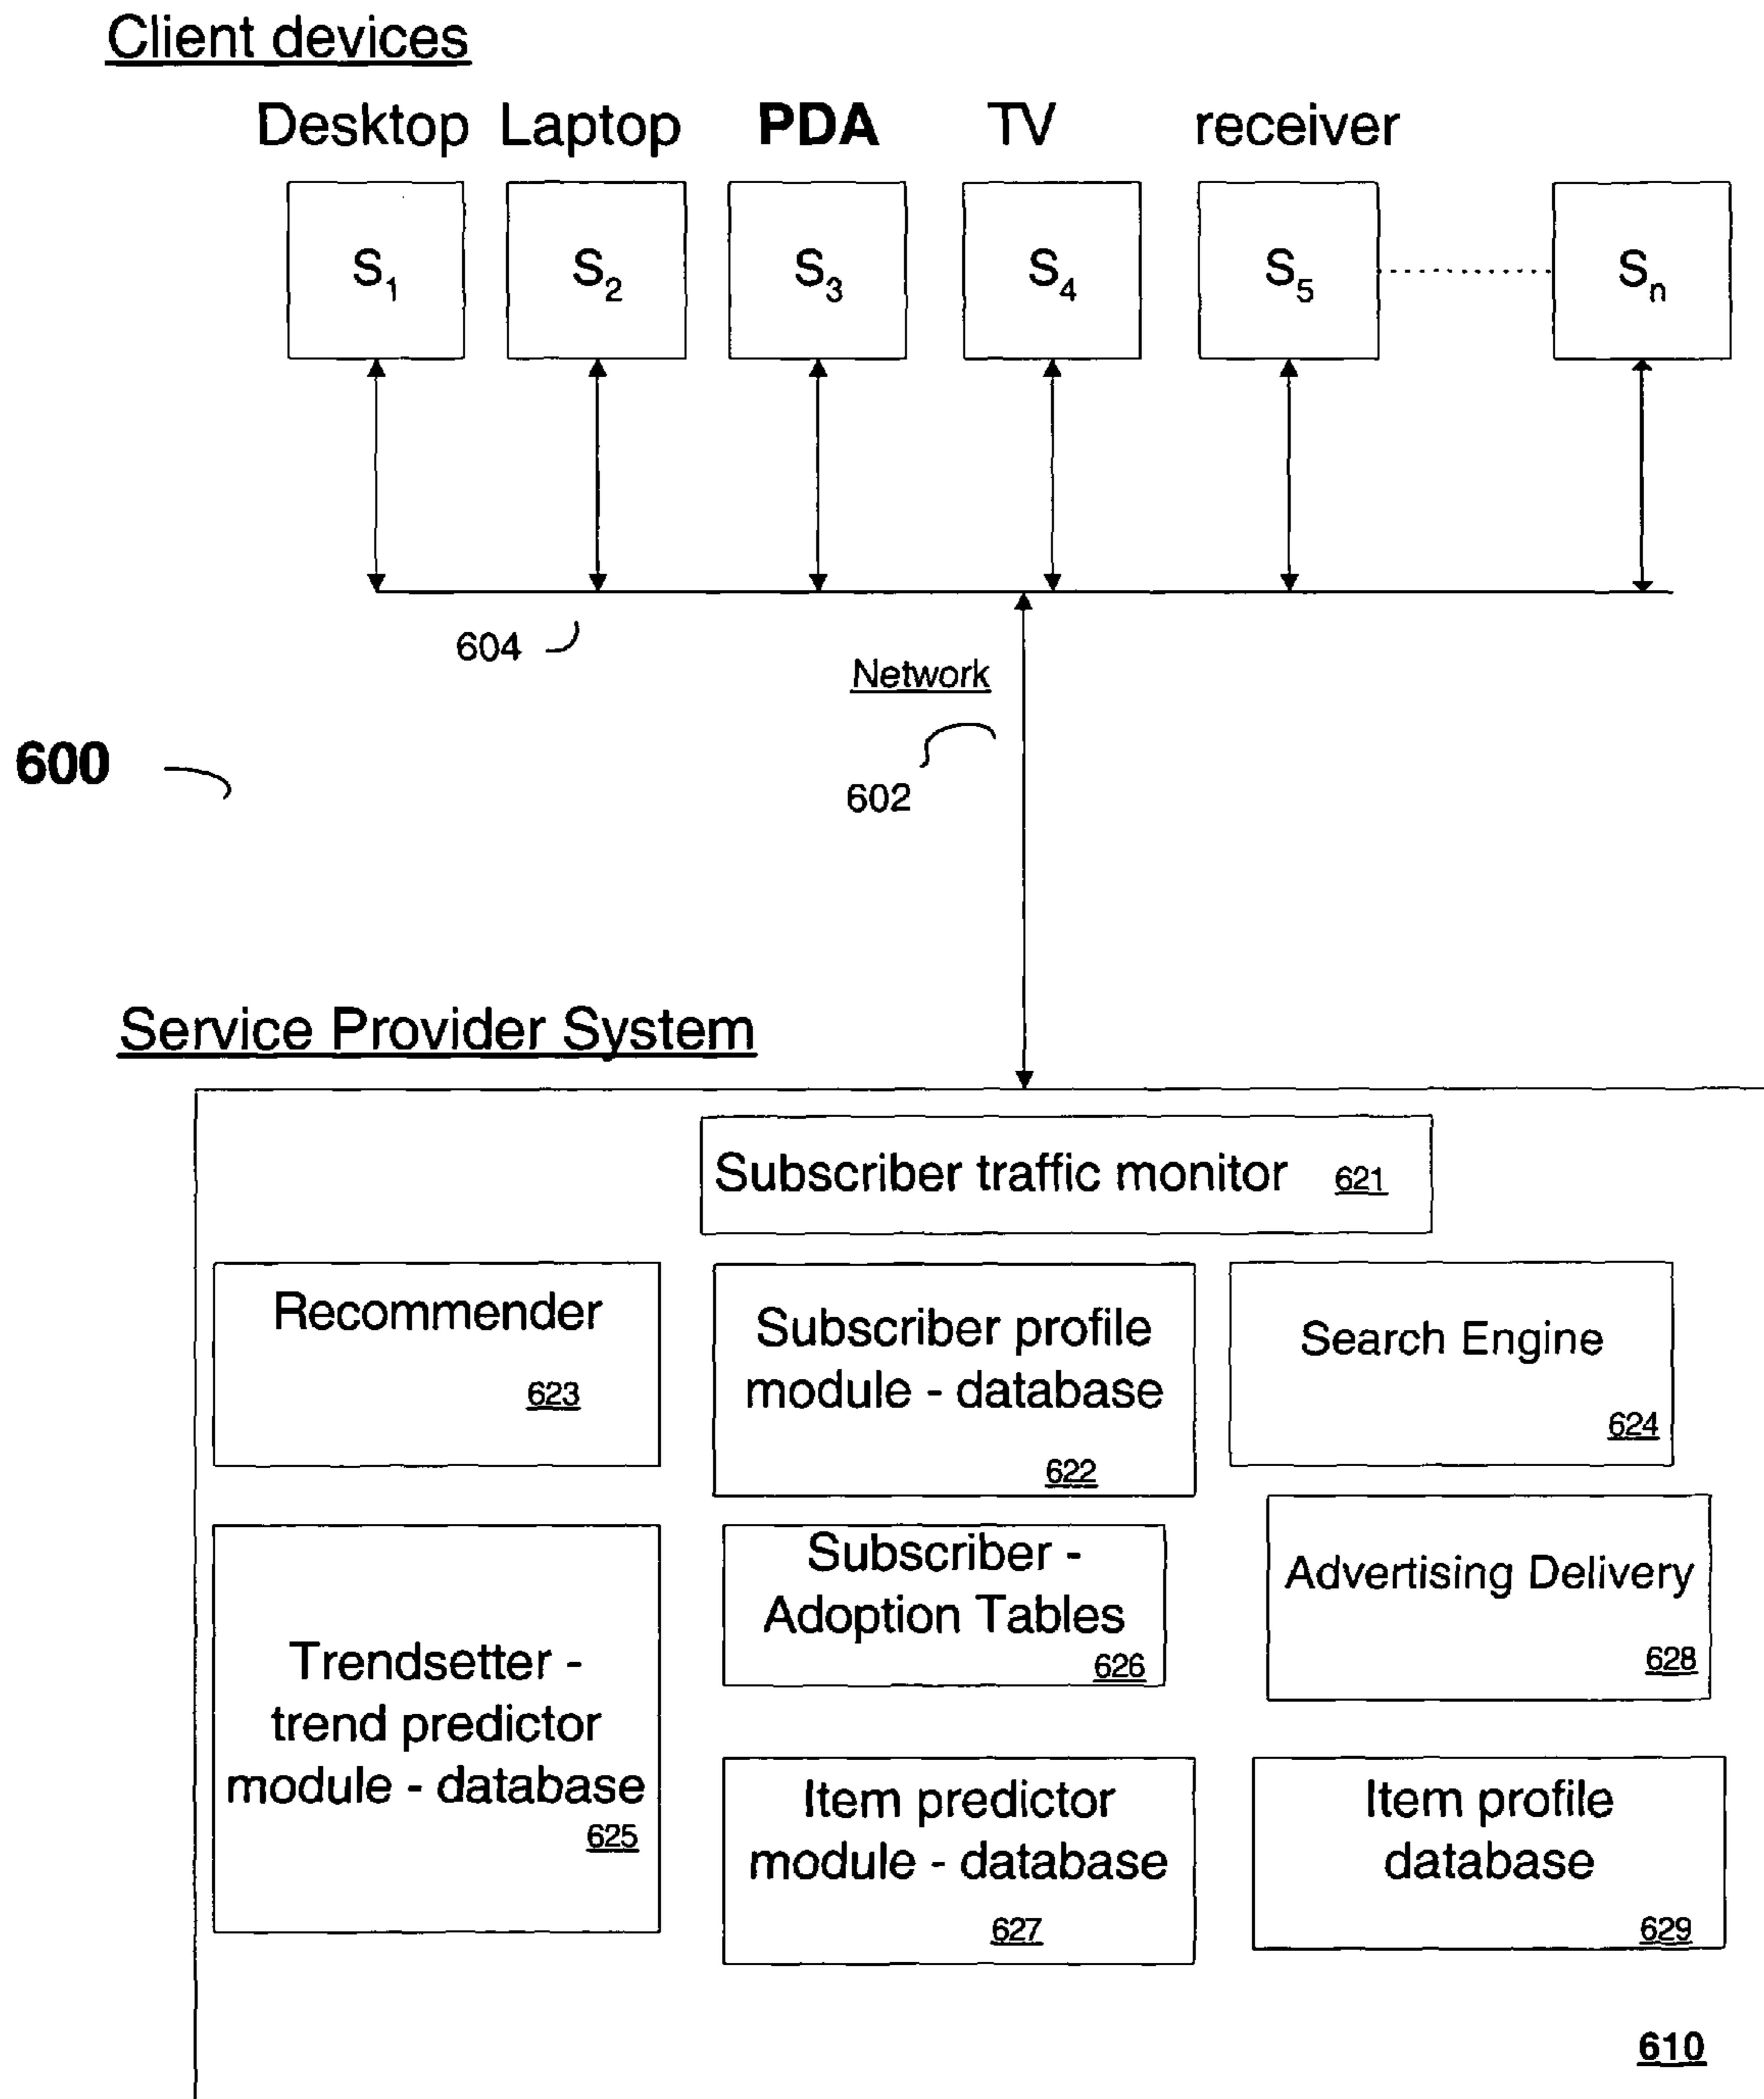 Client devices
Desktop Laptop PDA TV receiver
S1 S2 S3 S4 S5 Sn
604
Network
600
602
Service Provider System
Subscriber traffic monitor 621
Recommender
623
Subscriber profile
module - database
622
Search Engine
624
Trendsetter -
trend predictor
module - database
625
Subscriber -
Adoption Tables
626
Advertising Delivery
628
Item predictor
module - database
627
Item profile
database
629
610